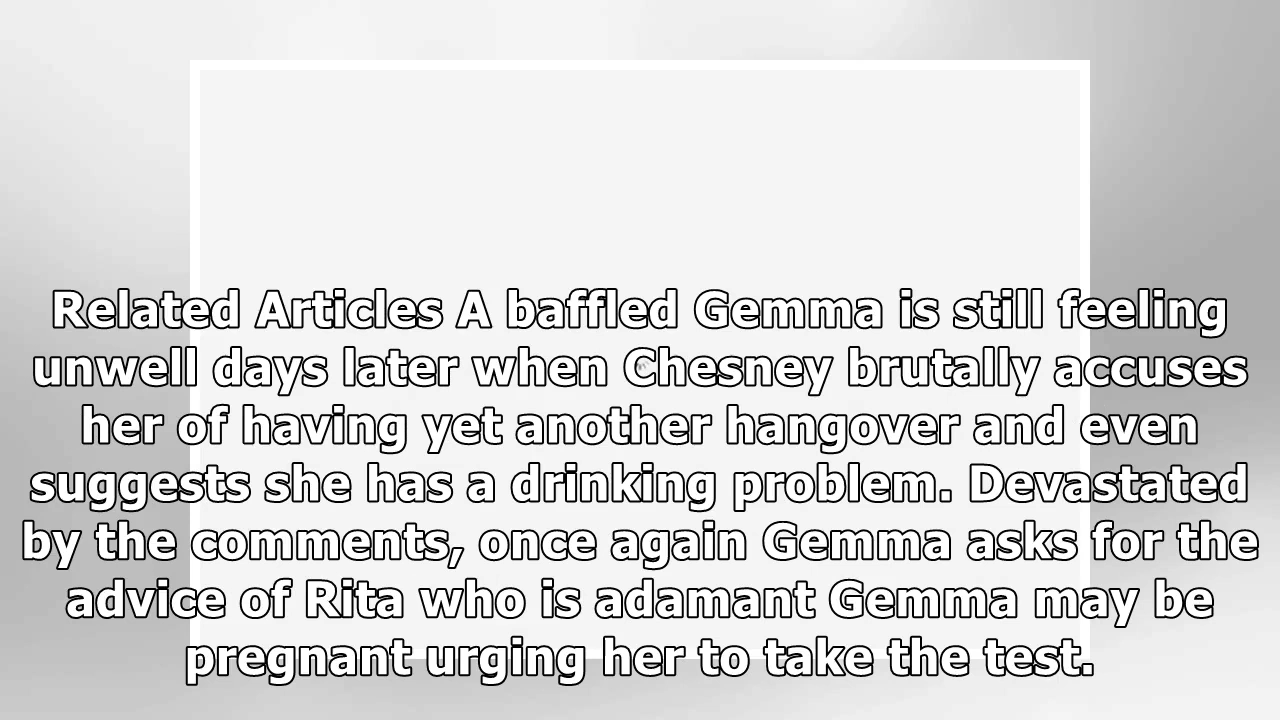 Related Articles A baffled Gemma is still feeling
unwell days later when Chesney brutally accuses
her of having yet another hangover and even
suggests she has a drinking problem. Devastated
by the comments, once again Gemma asks for the
advice of Rita who is adamant Gemma may be
pregnant urging her to take the test.